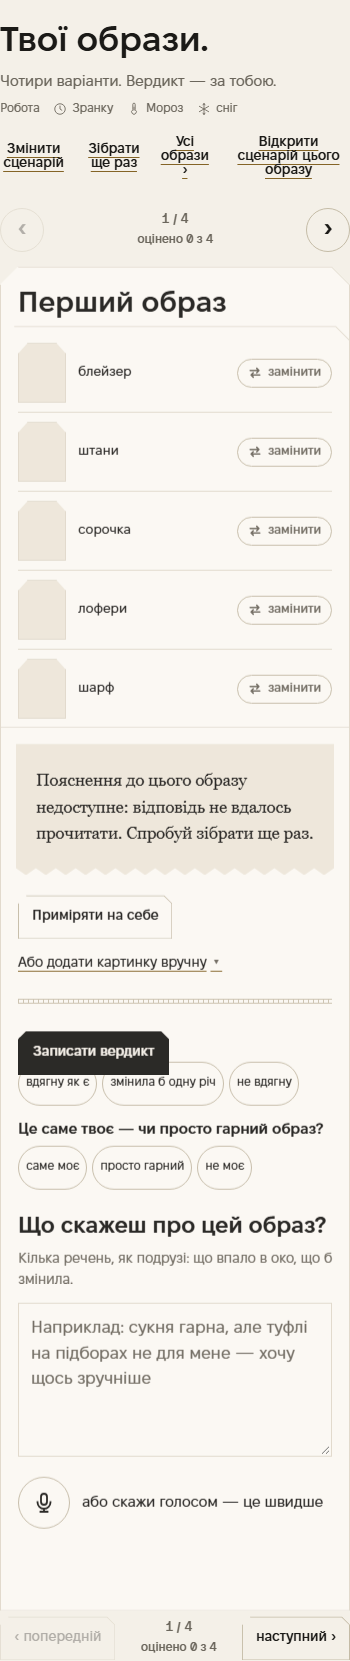 Твої образи.
Чотири варіанти. Вердикт — за тобою.
Робота Зранку Мороз сніг
Змінити сценарій
Зібрати ще раз
Усі образи ›
Відкрити сценарій цього образу
‹
1 / 4
оцінено 0 з 4
›
Перший образ
блейзер
⇄ замінити
штани
⇄ замінити
сорочка
⇄ замінити
лофери
⇄ замінити
шарф
⇄ замінити
Пояснення до цього образу
недоступне: відповідь не вдалось
прочитати. Спробуй зібрати ще раз.
Приміряти на себе
Або додати картинку вручну ▾
Записати вердикт
вдягну як є
змінила б одну річ
не вдягну
Це саме твоє — чи просто гарний образ?
саме моє
просто гарний
не моє
Що скажеш про цей образ?
Кілька речень, як подрузі: що впало в око, що б
змінила.
Наприклад: сукня гарна, але туфлі
на підборах не для мене — хочу
щось зручніше
або скажи голосом — це швидше
‹ попередній
1 / 4
оцінено 0 з 4
наступний ›